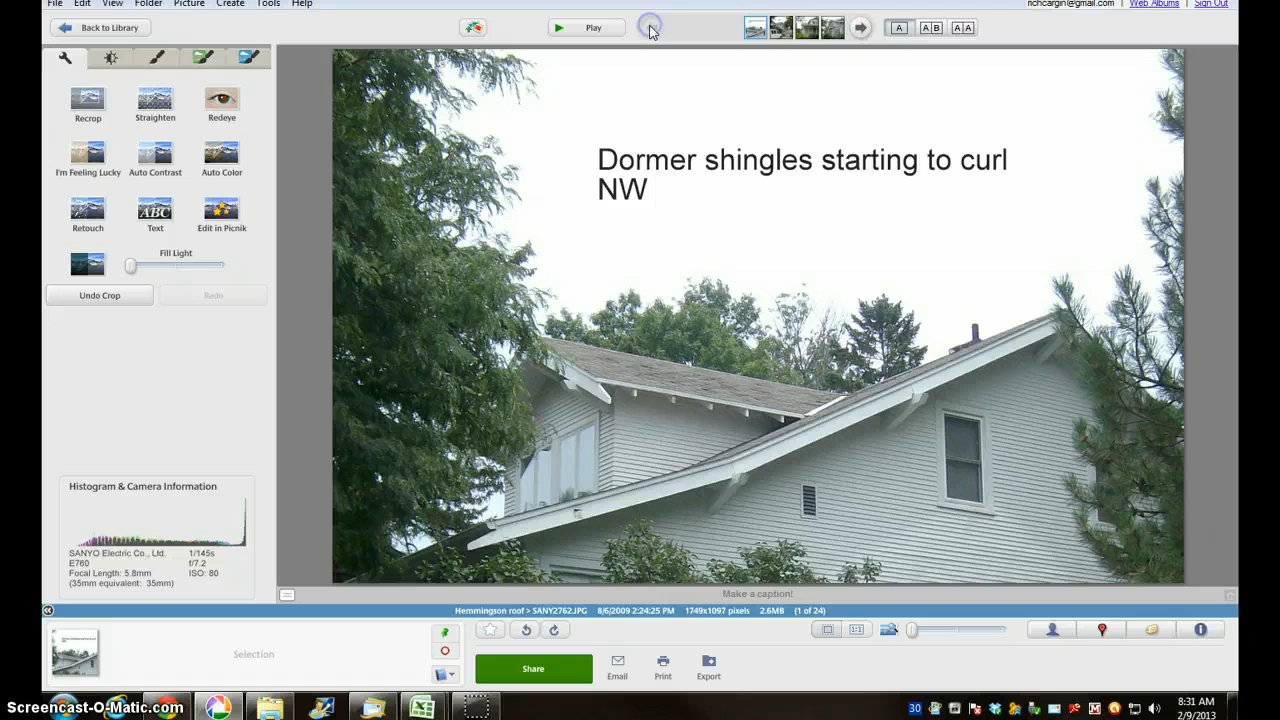 File Edit View Folder Picture Create Tools Help
richcargin@gmail.com | Web Albums | Sign Out
Back to Library
Play
A AB AA
Recrop Straighten Redeye
I'm Feeling Lucky Auto Contrast Auto Color
ABC
Retouch Text Edit in Picnik
Fill Light
Undo Crop Redo
Dormer shingles starting to curl
NW
Histogram & Camera Information
SANYO Electric Co., Ltd. 1/145s
E760 f/7.2
Focal Length: 5.8mm ISO: 80
(35mm equivalent: 35mm)
Make a caption!
Hemmingson roof > SANY2762.JPG 8/6/2009 2:24:25 PM 1749x1097 pixels 2.6MB (1 of 24)
1:1
Selection
Share
Email Print Export
Screencast-O-Matic.com
30
8:31 AM
2/9/2013